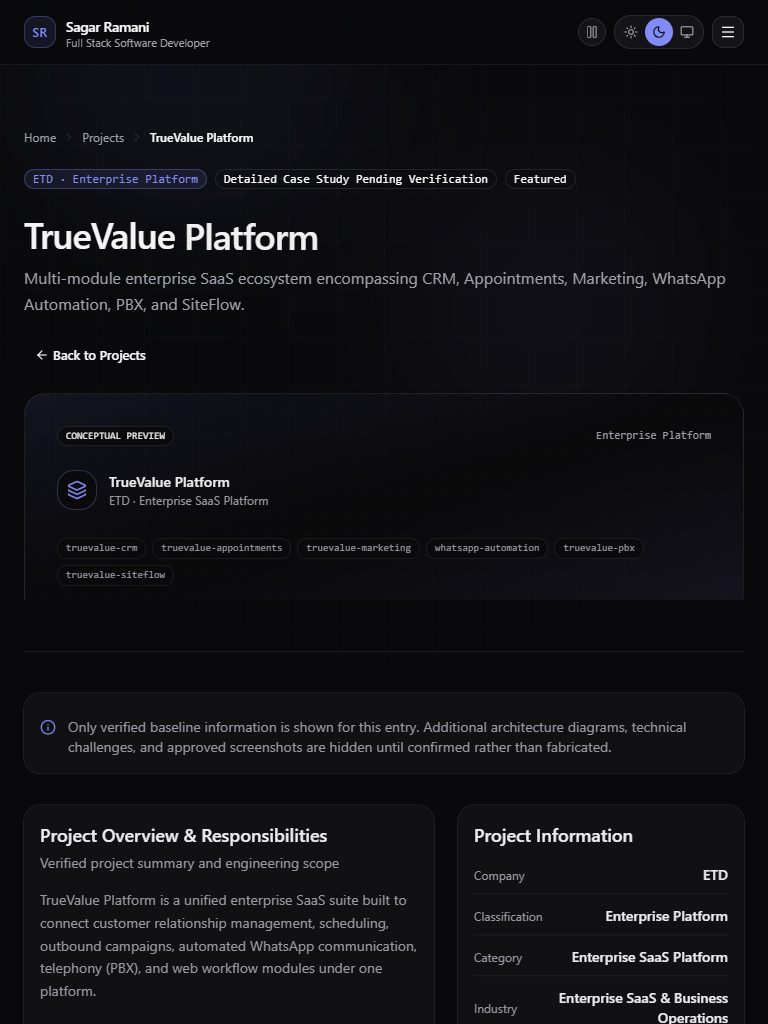 SR
Sagar Ramani
Full Stack Software Developer
Home
Projects
TrueValue Platform
ETD · Enterprise Platform
Detailed Case Study Pending Verification
Featured
TrueValue Platform
Multi-module enterprise SaaS ecosystem encompassing CRM, Appointments, Marketing, WhatsApp
Automation, PBX, and SiteFlow.
← Back to Projects
CONCEPTUAL PREVIEW
Enterprise Platform
TrueValue Platform
ETD · Enterprise SaaS Platform
truevalue-crm
truevalue-appointments
truevalue-marketing
whatsapp-automation
truevalue-pbx
truevalue-siteflow
Only verified baseline information is shown for this entry. Additional architecture diagrams, technical
challenges, and approved screenshots are hidden until confirmed rather than fabricated.
Project Overview & Responsibilities
Verified project summary and engineering scope
TrueValue Platform is a unified enterprise SaaS suite built to
connect customer relationship management, scheduling,
outbound campaigns, automated WhatsApp communication,
telephony (PBX), and web workflow modules under one
platform.
Project Information
Company
ETD
Classification
Enterprise Platform
Category
Enterprise SaaS Platform
Industry
Enterprise SaaS & Business
Operations